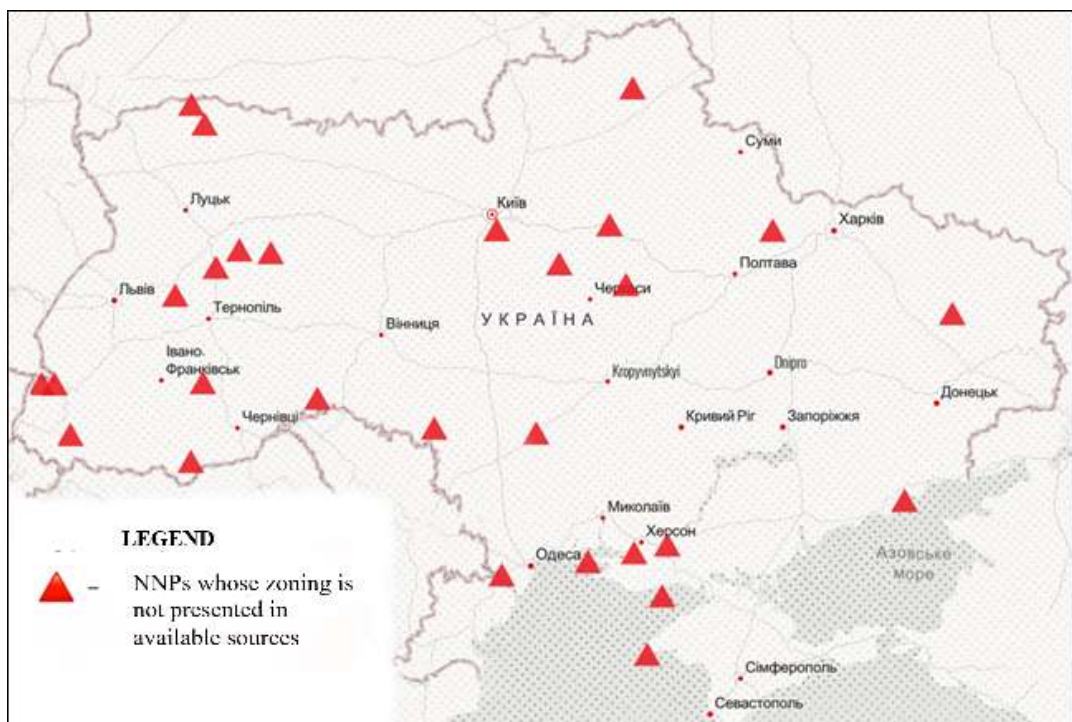 Суми
Луцьк
Київ
Харків
Полтава
Львів
Черкаси
Тернопіль
УКРАЇНА
Вінниця
Івано.
Франківськ
Kropyvnytskyi
Dnipro
Донецьк
Чернівці
Кривий Ріг
Запоріжжя
Миколаїв
Херсон
Одеса
Азовське
море
LEGEND
– NNPs whose zoning is
not presented in
available sources
Сімферополь
Севастополь